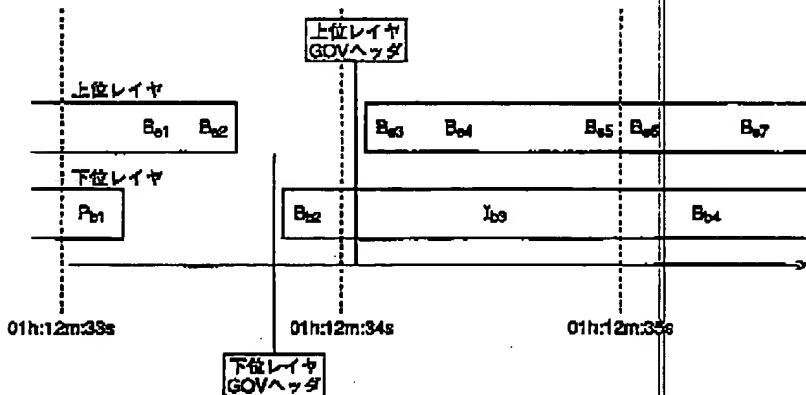 上位レイヤ
GOVヘッダ
上位レイヤ
Be1 Be2 Be3 Be4 Be5 Be6 Be7
下位レイヤ
Pb1 Bb2 Ib3 Bb4
01h:12m:33s 01h:12m:34s 01h:12m:35s
下位レイヤ
GOVヘッダ